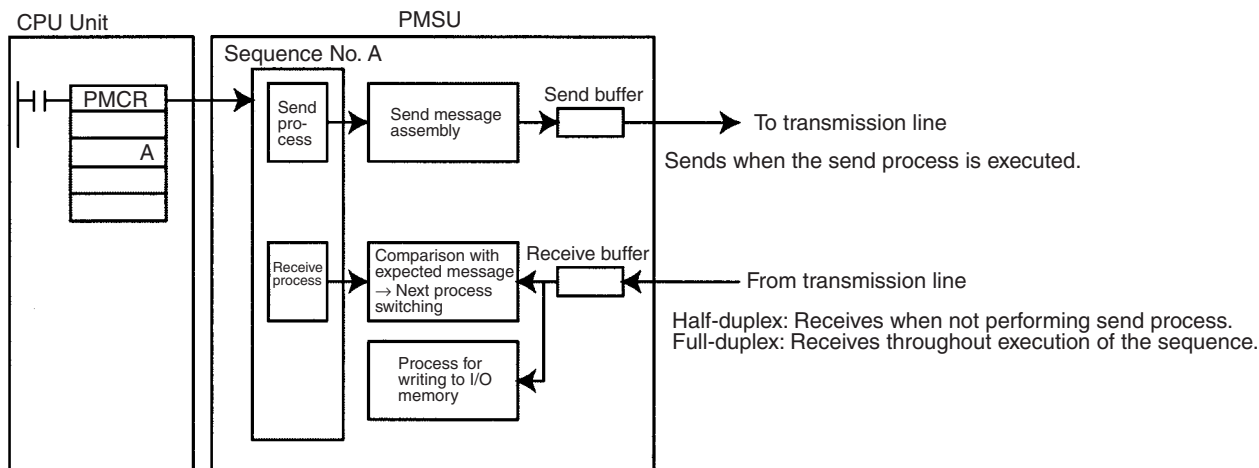 CPU Unit
PMSU
Sequence No. A
PMCR
A
Send
pro-
cess
Send message
assembly
Send buffer
To transmission line
Sends when the send process is executed.
Receive
process
Comparison with
expected message
→ Next process
switching
Receive buffer
From transmission line
Half-duplex: Receives when not performing send process.
Full-duplex: Receives throughout execution of the sequence.
Process for
writing to I/O
memory